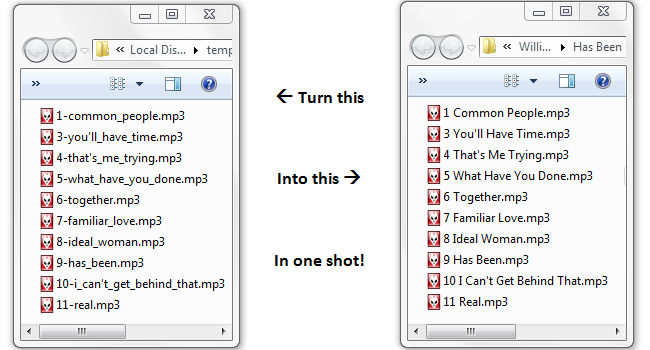 « Local Dis... ▸ temp
»
1-common_people.mp3
3-you'll_have_time.mp3
4-that's_me_trying.mp3
5-what_have_you_done.mp3
6-together.mp3
7-familiar_love.mp3
8-ideal_woman.mp3
9-has_been.mp3
10-i_can't_get_behind_that.mp3
11-real.mp3
← Turn this
Into this →
In one shot!
« Willi... ▸ Has Been
»
1 Common People.mp3
3 You'll Have Time.mp3
4 That's Me Trying.mp3
5 What Have You Done.mp3
6 Together.mp3
7 Familiar Love.mp3
8 Ideal Woman.mp3
9 Has Been.mp3
10 I Can't Get Behind That.mp3
11 Real.mp3